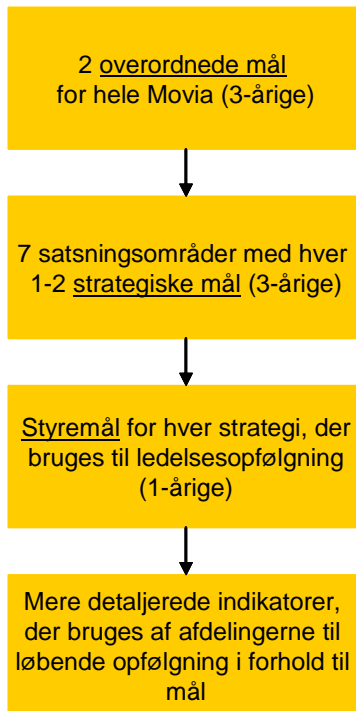 2 overordnede mål
for hele Movia (3-årige)
7 satsningsområder med hver
1-2 strategiske mål (3-årige)
Styremål for hver strategi, der
bruges til ledelsesopfølgning
(1-årige)
Mere detaljerede indikatorer,
der bruges af afdelingerne til
løbende opfølgning i forhold til
mål